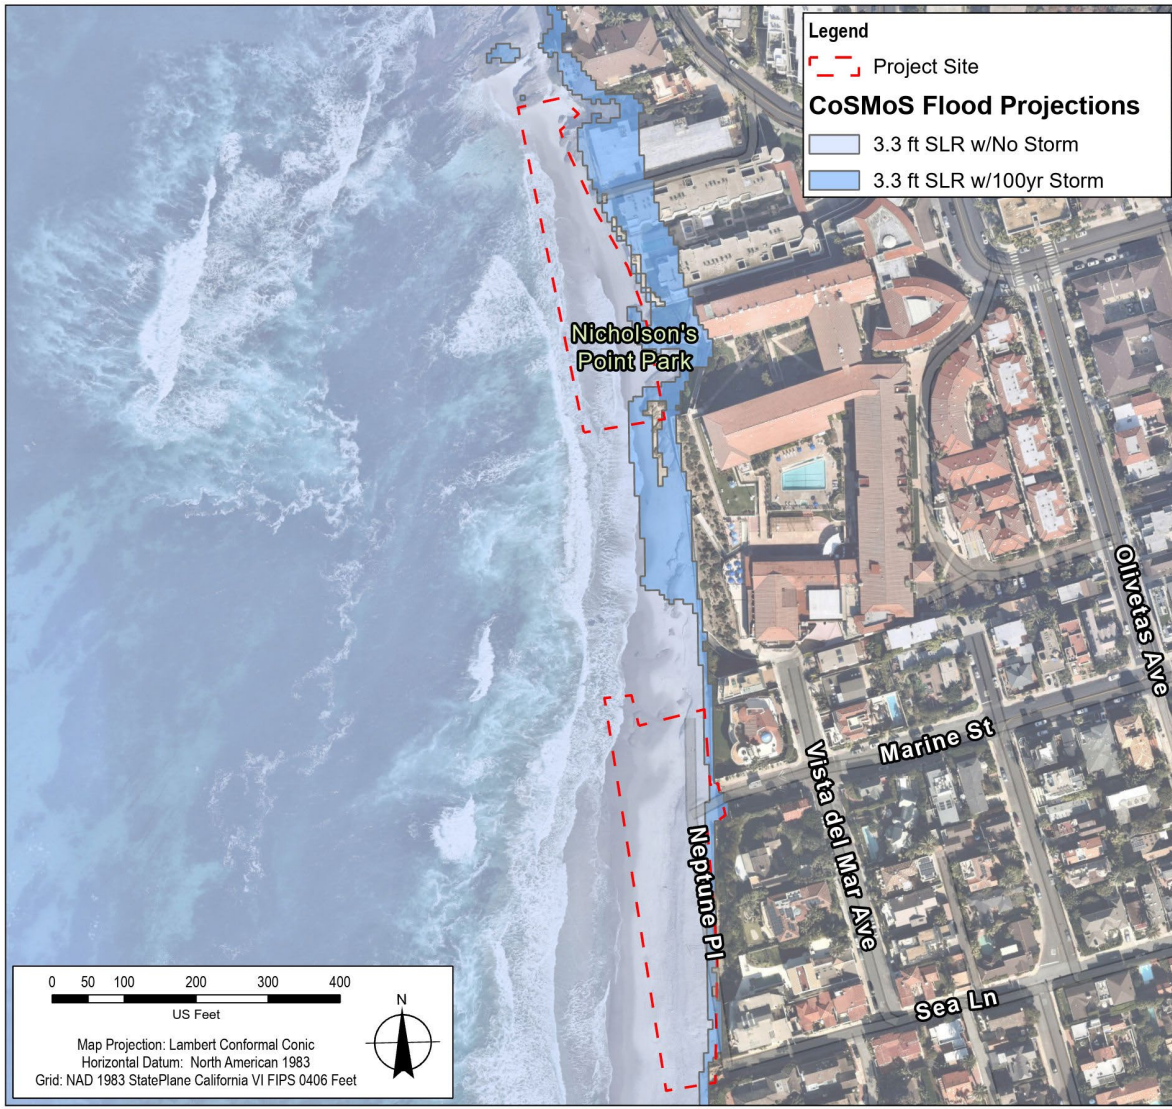 Legend
Project Site
CoSMoS Flood Projections
3.3 ft SLR w/No Storm
3.3 ft SLR w/100yr Storm
Nicholson's
Point Park
Olivetas Ave
Marine St
Vista del Mar Ave
Neptune Pl
Sea Ln
0 50 100 200 300 400
US Feet
N
Map Projection: Lambert Conformal Conic
Horizontal Datum: North American 1983
Grid: NAD 1983 StatePlane California VI FIPS 0406 Feet